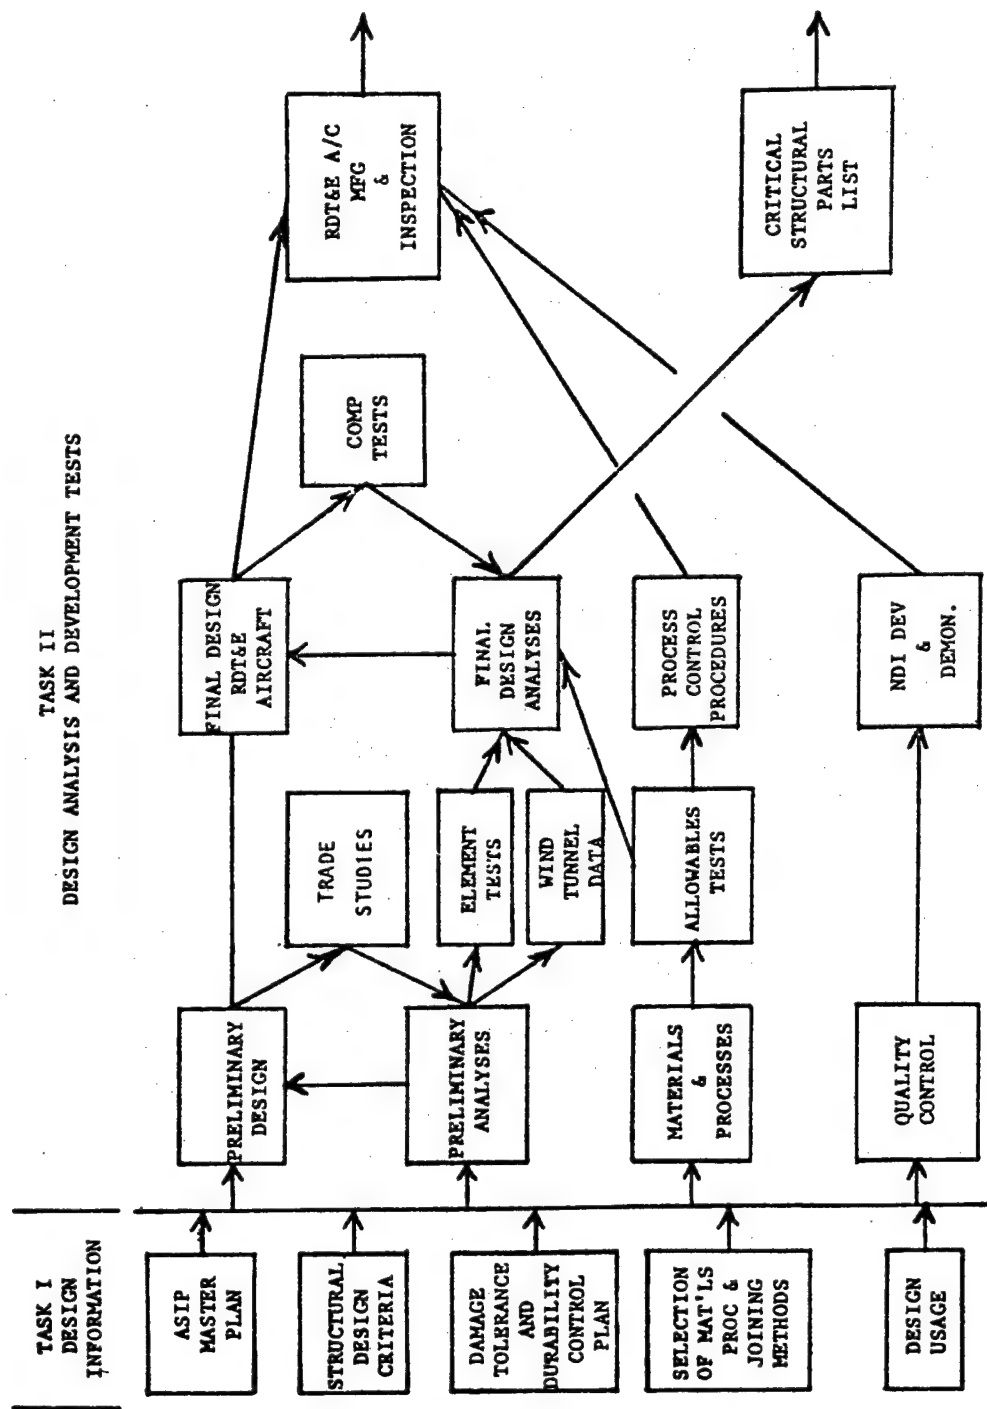 TASK I
DESIGN
INFORMATION
TASK II
DESIGN ANALYSIS AND DEVELOPMENT TESTS
ASIP
MASTER
PLAN
STRUCTURAL
DESIGN
CRITERIA
DAMAGE
TOLERANCE
AND
DURABILITY
CONTROL
PLAN
SELECTION
OF MAT'LS
PROC &
JOINING
METHODS
DESIGN
USAGE
PRELIMINARY
DESIGN
PRELIMINARY
ANALYSES
MATERIALS
&
PROCESSES
QUALITY
CONTROL
TRADE
STUDIES
ELEMENT
TESTS
WIND
TUNNEL
DATA
ALLOWABLES
TESTS
FINAL DESIGN
RDT&E
AIRCRAFT
FINAL
DESIGN
ANALYSES
PROCESS
CONTROL
PROCEDURES
NDI DEV
&
DEMON.
COMP
TESTS
RDT&E A/C
MFG
&
INSPECTION
CRITICAL
STRUCTURAL
PARTS
LIST